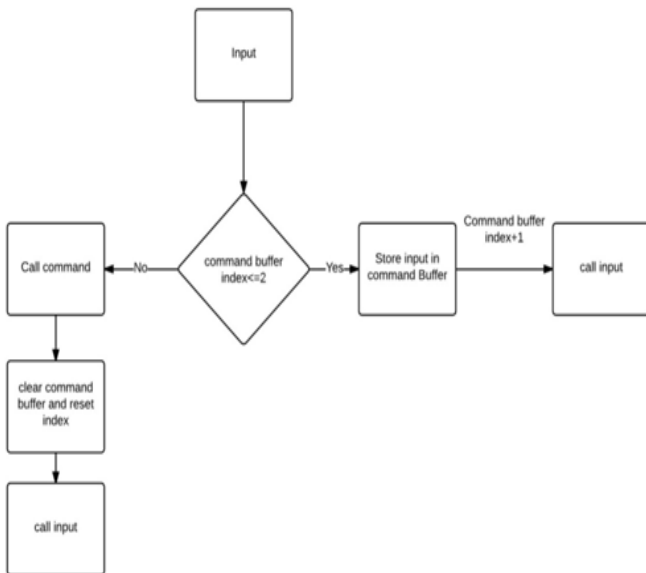 Input
Command buffer
index+1
Call command
No
command buffer
index<=2
Yes
Store input in
command Buffer
call input
clear command
buffer and reset
index
call input